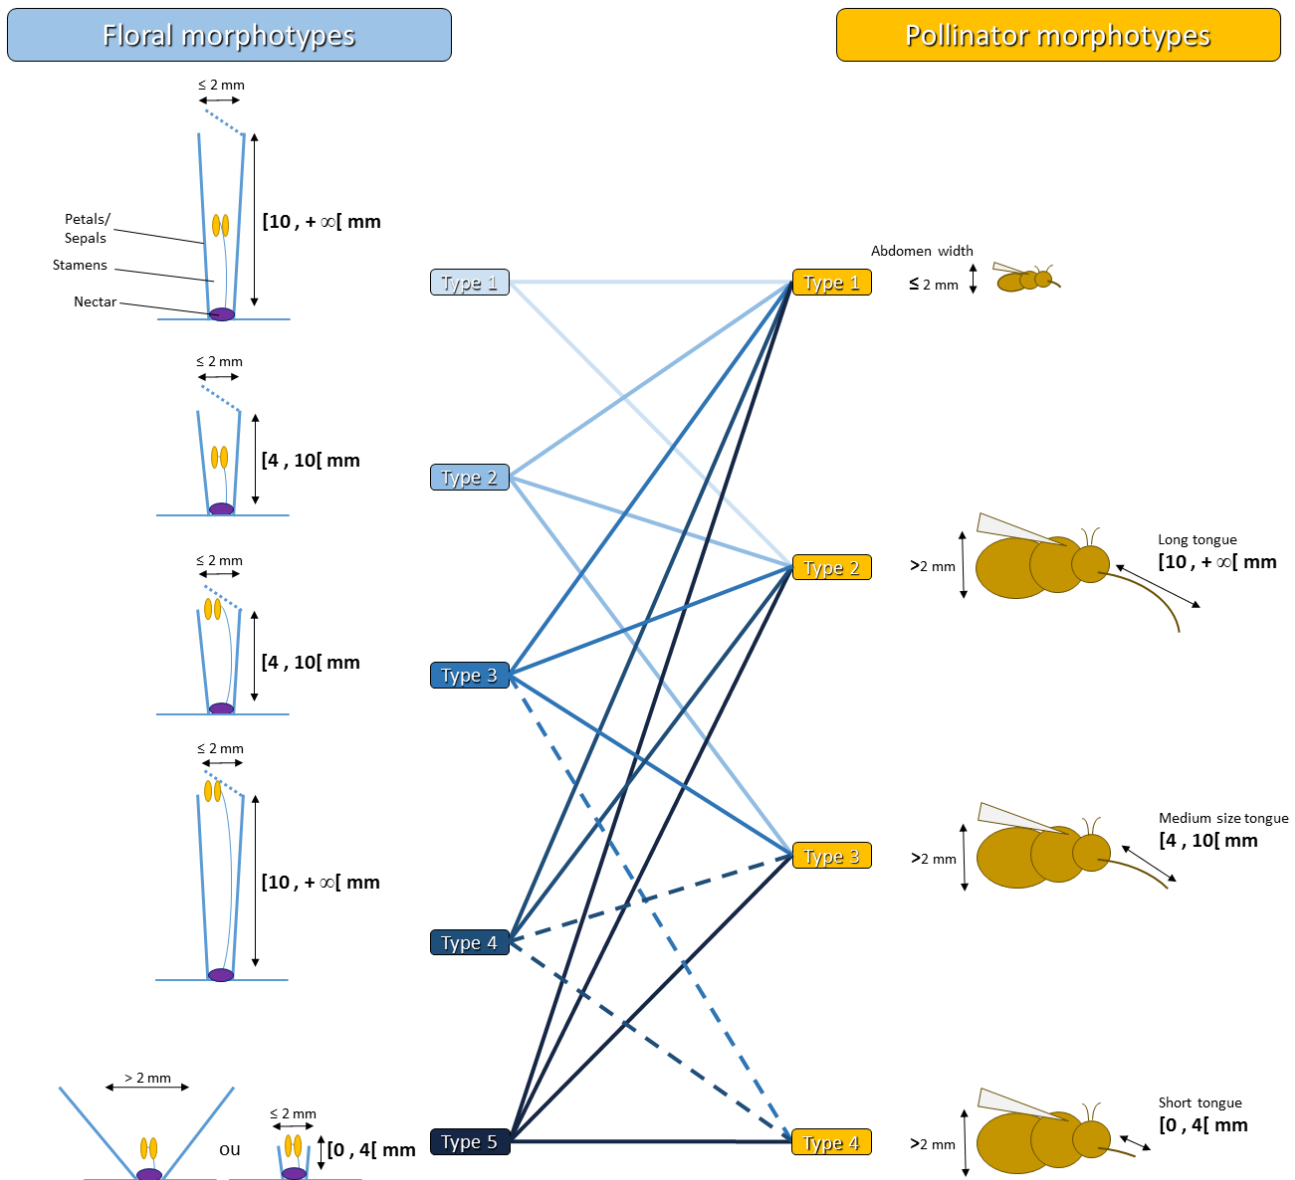 Floral morphotypes
Pollinator morphotypes
≤ 2 mm
[10 , + ∞[ mm
Petals/
Sepals
Stamens
Nectar
Type 1
Type 1
Abdomen width
≤ 2 mm
≤ 2 mm
[4 , 10[ mm
Type 2
Type 2
>2 mm
Long tongue
[10 , + ∞[ mm
≤ 2 mm
[4 , 10[ mm
Type 3
≤ 2 mm
[10 , + ∞[ mm
Type 3
>2 mm
Medium size tongue
[4 , 10[ mm
Type 4
> 2 mm
ou
≤ 2 mm
[0 , 4[ mm
Type 5
Type 4
>2 mm
Short tongue
[0 , 4[ mm